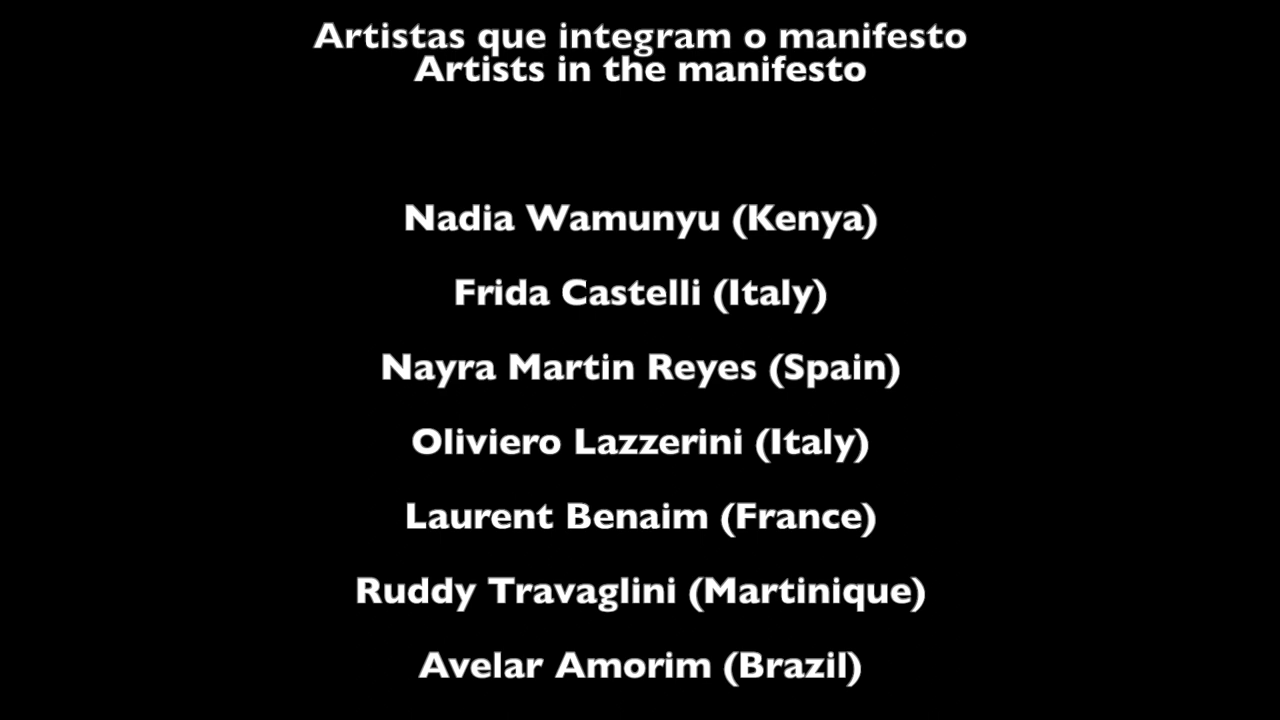 Artistas que integram o manifesto
Artists in the manifesto
Nadia Wamunyu (Kenya)
Frida Castelli (Italy)
Nayra Martin Reyes (Spain)
Oliviero Lazzerini (Italy)
Laurent Benaim (France)
Ruddy Travaglini (Martinique)
Avelar Amorim (Brazil)